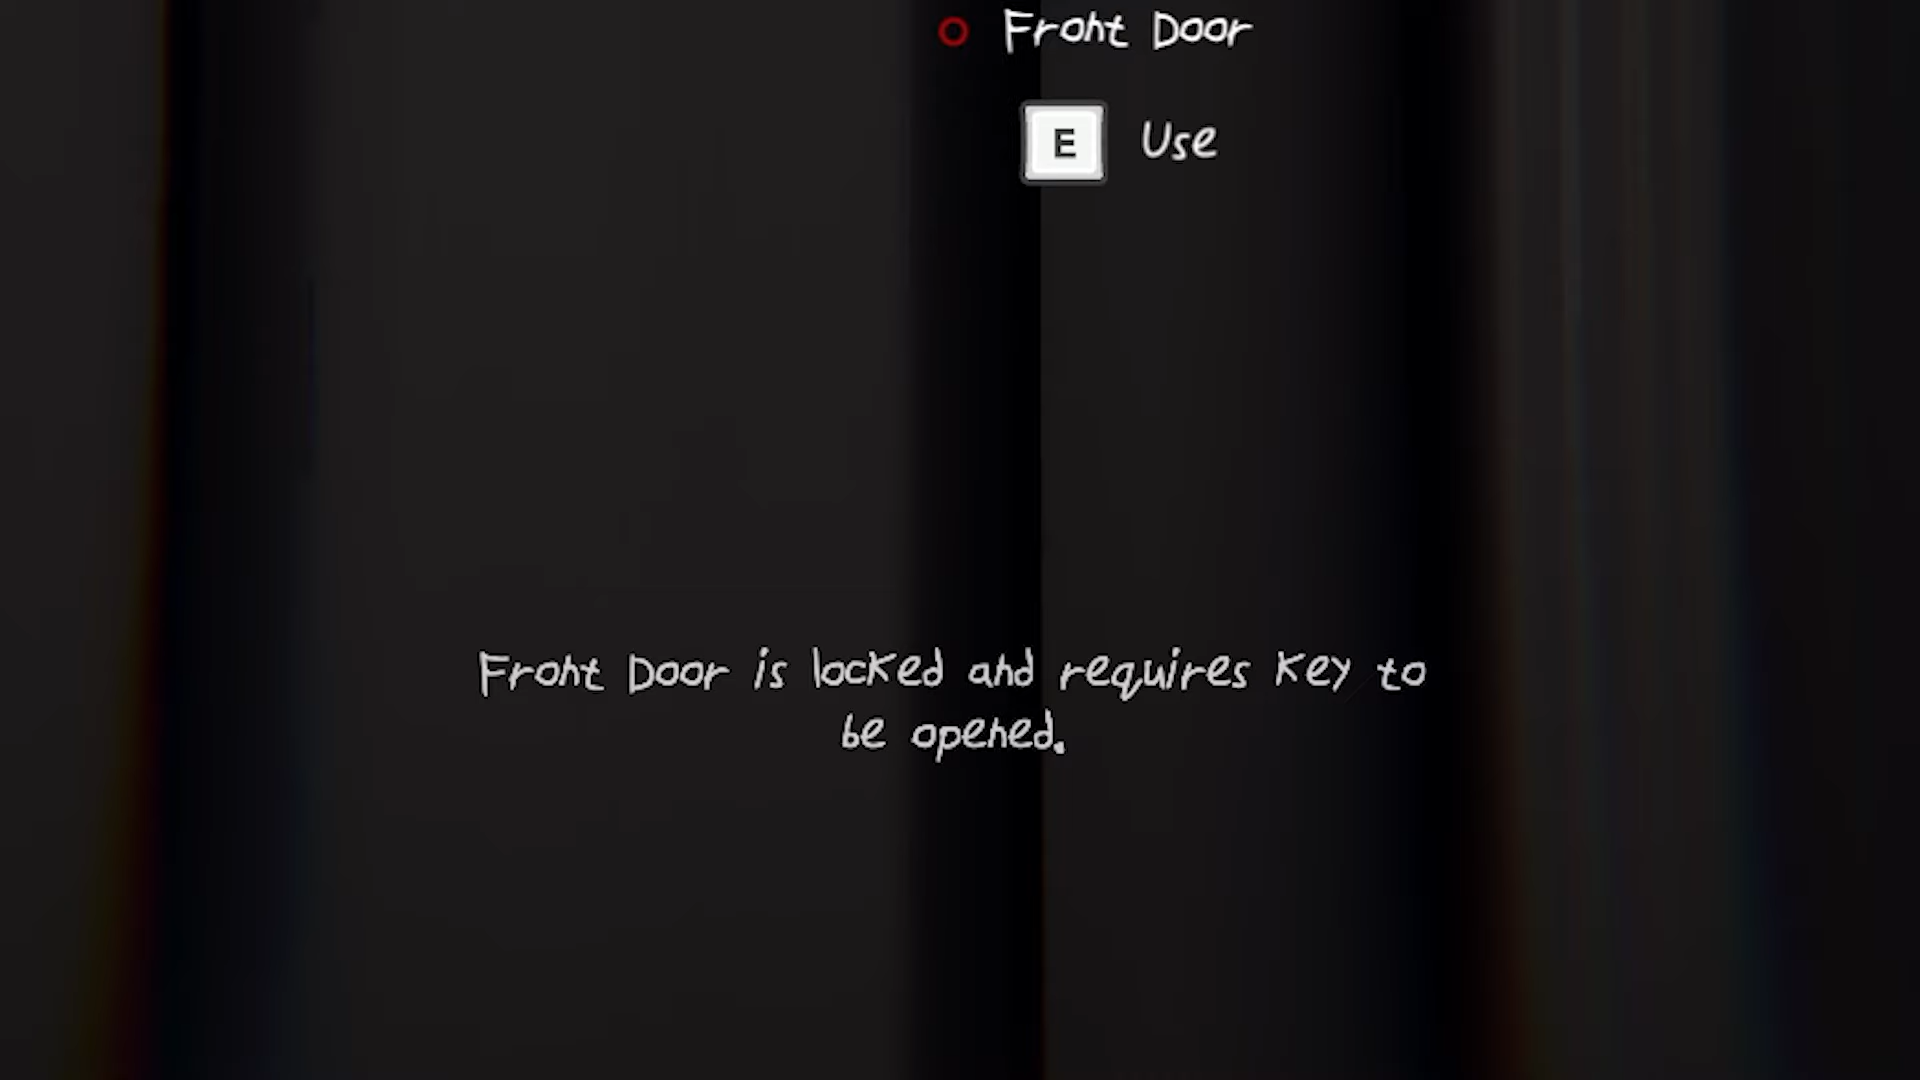 Front Door
E Use
Front Door is locked and requires key to
be opened.